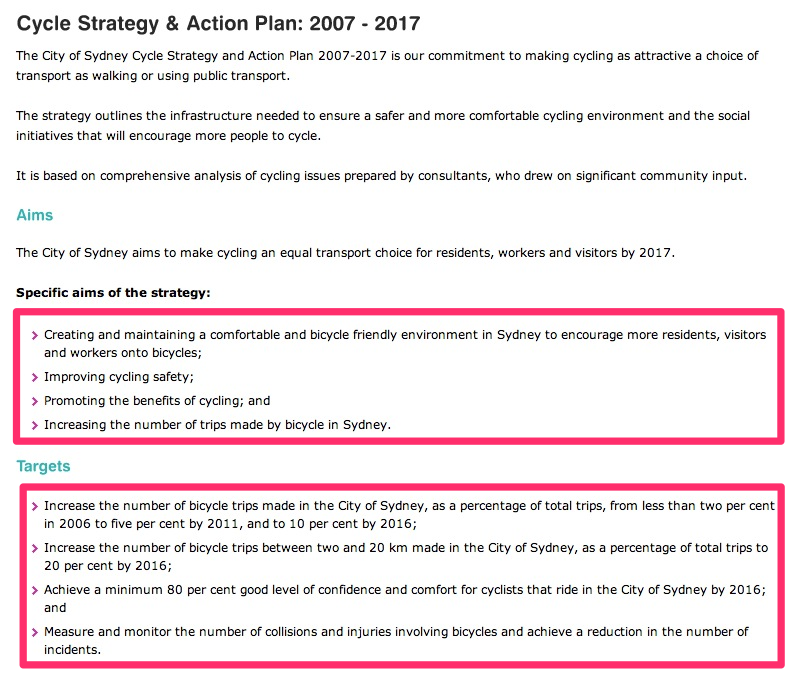 Cycle Strategy & Action Plan: 2007 - 2017
The City of Sydney Cycle Strategy and Action Plan 2007-2017 is our commitment to making cycling as attractive a choice of
transport as walking or using public transport.
The strategy outlines the infrastructure needed to ensure a safer and more comfortable cycling environment and the social
initiatives that will encourage more people to cycle.
It is based on comprehensive analysis of cycling issues prepared by consultants, who drew on significant community input.
Aims
The City of Sydney aims to make cycling an equal transport choice for residents, workers and visitors by 2017.
Specific aims of the strategy:
Creating and maintaining a comfortable and bicycle friendly environment in Sydney to encourage more residents, visitors
and workers onto bicycles;
Improving cycling safety;
Promoting the benefits of cycling; and
Increasing the number of trips made by bicycle in Sydney.
Targets
Increase the number of bicycle trips made in the City of Sydney, as a percentage of total trips, from less than two per cent
in 2006 to five per cent by 2011, and to 10 per cent by 2016;
Increase the number of bicycle trips between two and 20 km made in the City of Sydney, as a percentage of total trips to
20 per cent by 2016;
Achieve a minimum 80 per cent good level of confidence and comfort for cyclists that ride in the City of Sydney by 2016;
and
Measure and monitor the number of collisions and injuries involving bicycles and achieve a reduction in the number of
incidents.